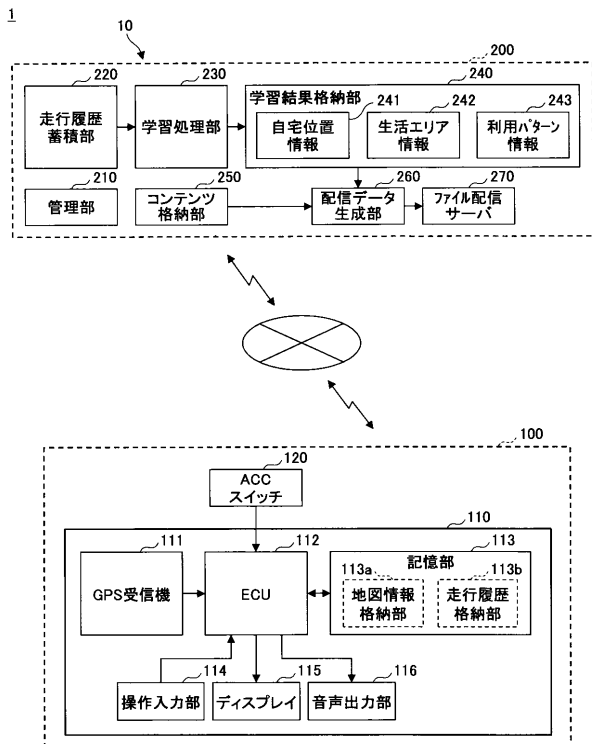 1
10
200
220
230
240
走行履歴
蓄積部
学習処理部
学習結果格納部
241
242
243
自宅位置
情報
生活エリア
情報
利用パターン
情報
210
250
260
270
管理部
コンテンツ
格納部
配信データ
生成部
ファイル配信
サーバ
100
120
ACC
スイッチ
110
111
112
113
GPS受信機
ECU
記憶部
113a
113b
地図情報
格納部
走行履歴
格納部
114
115
116
操作入力部
ディスプレイ
音声出力部